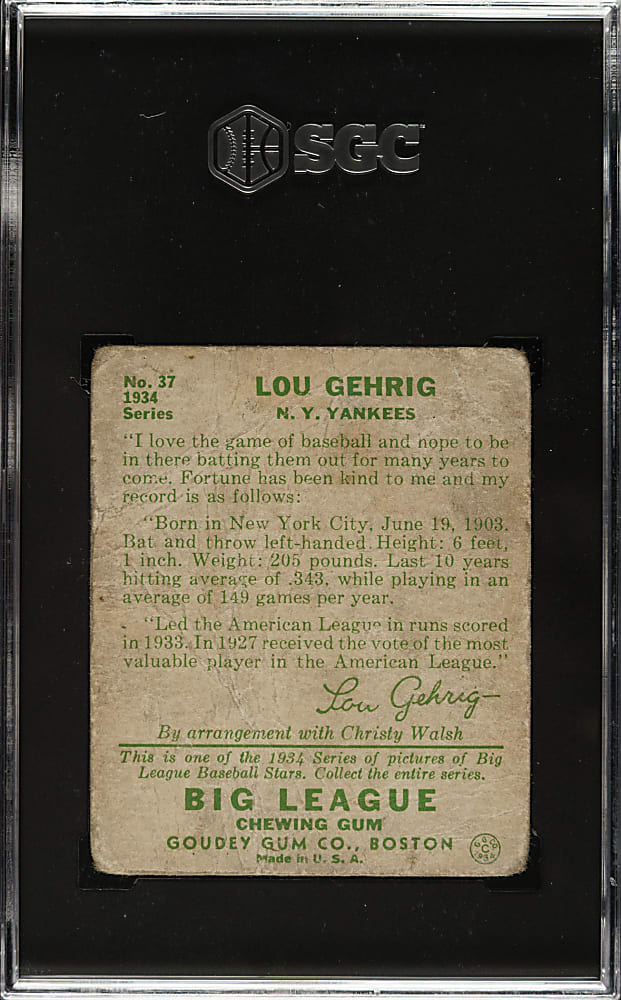 SGC
No. 37
1934
Series
LOU GEHRIG
N. Y. YANKEES
"I love the game of baseball and hope to be
in there batting them out for many years to
come. Fortune has been kind to me and my
record is as follows:
"Born in New York City, June 19, 1903.
Bat and throw left-handed. Height: 6 feet,
1 inch. Weight: 205 pounds. Last 10 years
hitting average of .343, while playing in an
average of 149 games per year.
"Led the American League in runs scored
in 1933. In 1927 received the vote of the most
valuable player in the American League."
Lou Gehrig
By arrangement with Christy Walsh
This is one of the 1934 Series of pictures of Big
League Baseball Stars. Collect the entire series.
BIG LEAGUE
CHEWING GUM
GOUDEY GUM CO., BOSTON
Made in U. S. A.